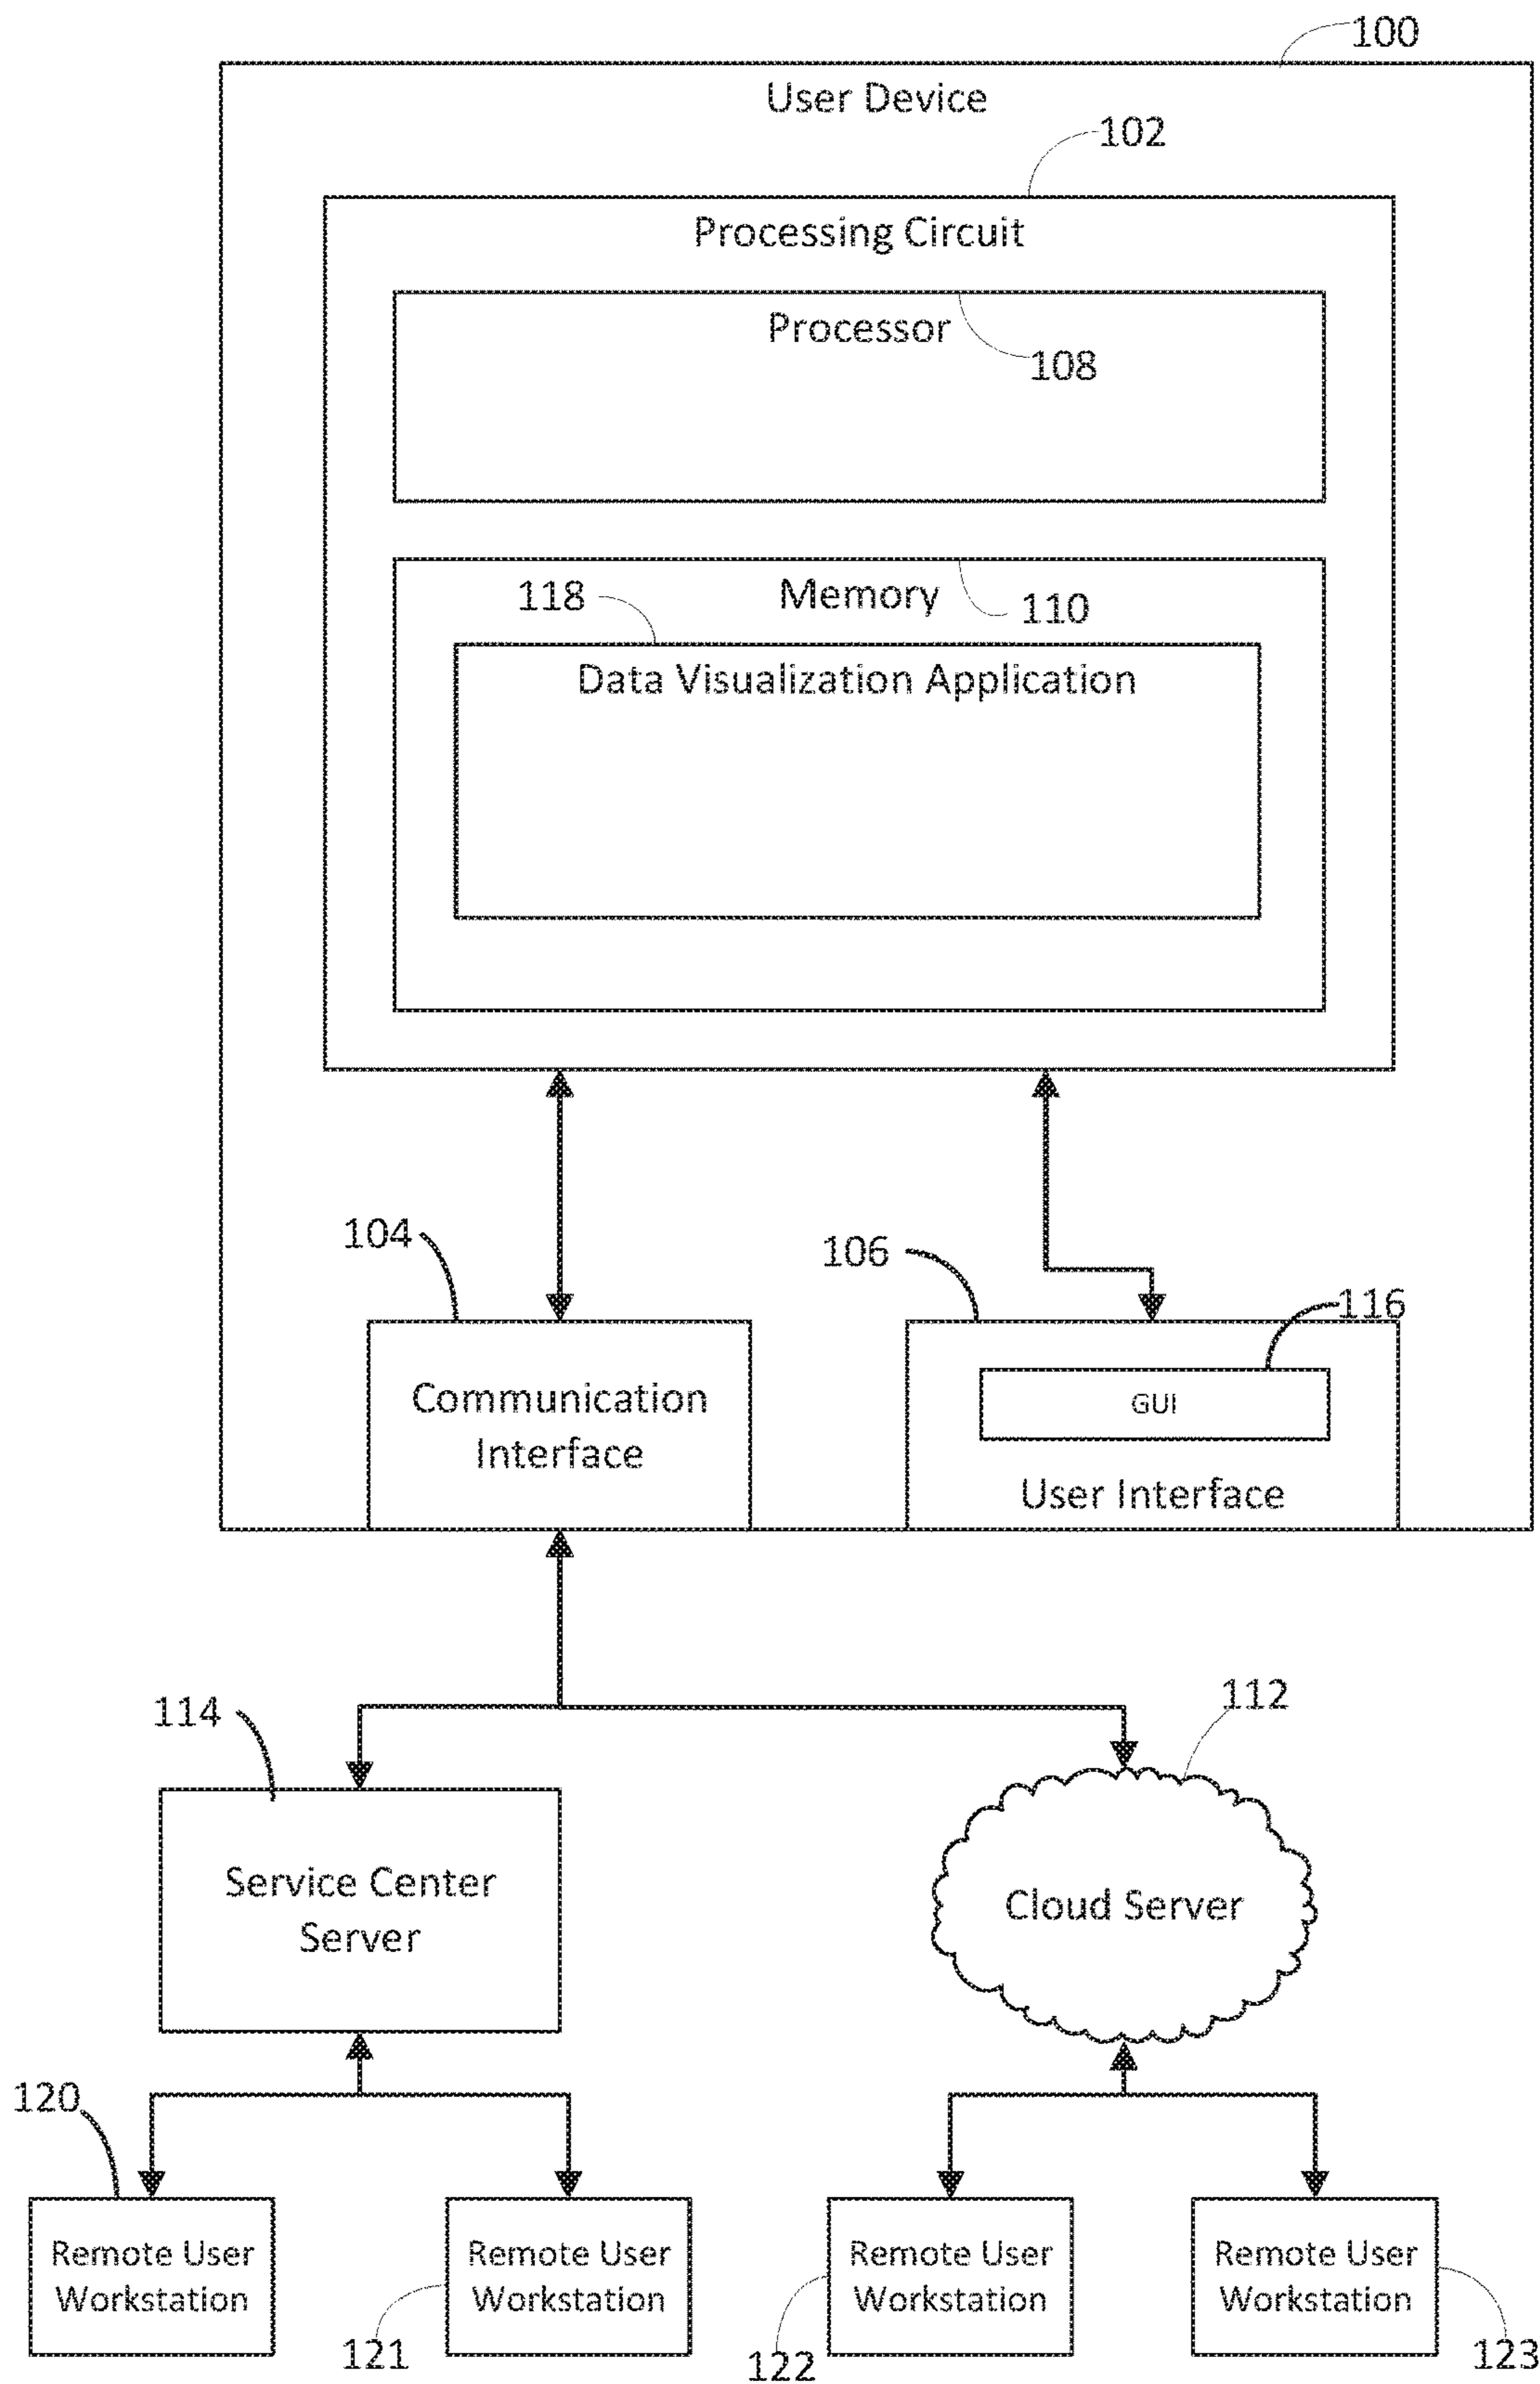 100
User Device
102
Processing Circuit
Processor
108
118
Memory
110
Data Visualization Application
104
106
116
Communication
Interface
GUI
User Interface
114
112
Service Center
Server
Cloud Server
120
Remote User
Workstation
Remote User
Workstation
Remote User
Workstation
Remote User
Workstation
121
122
123